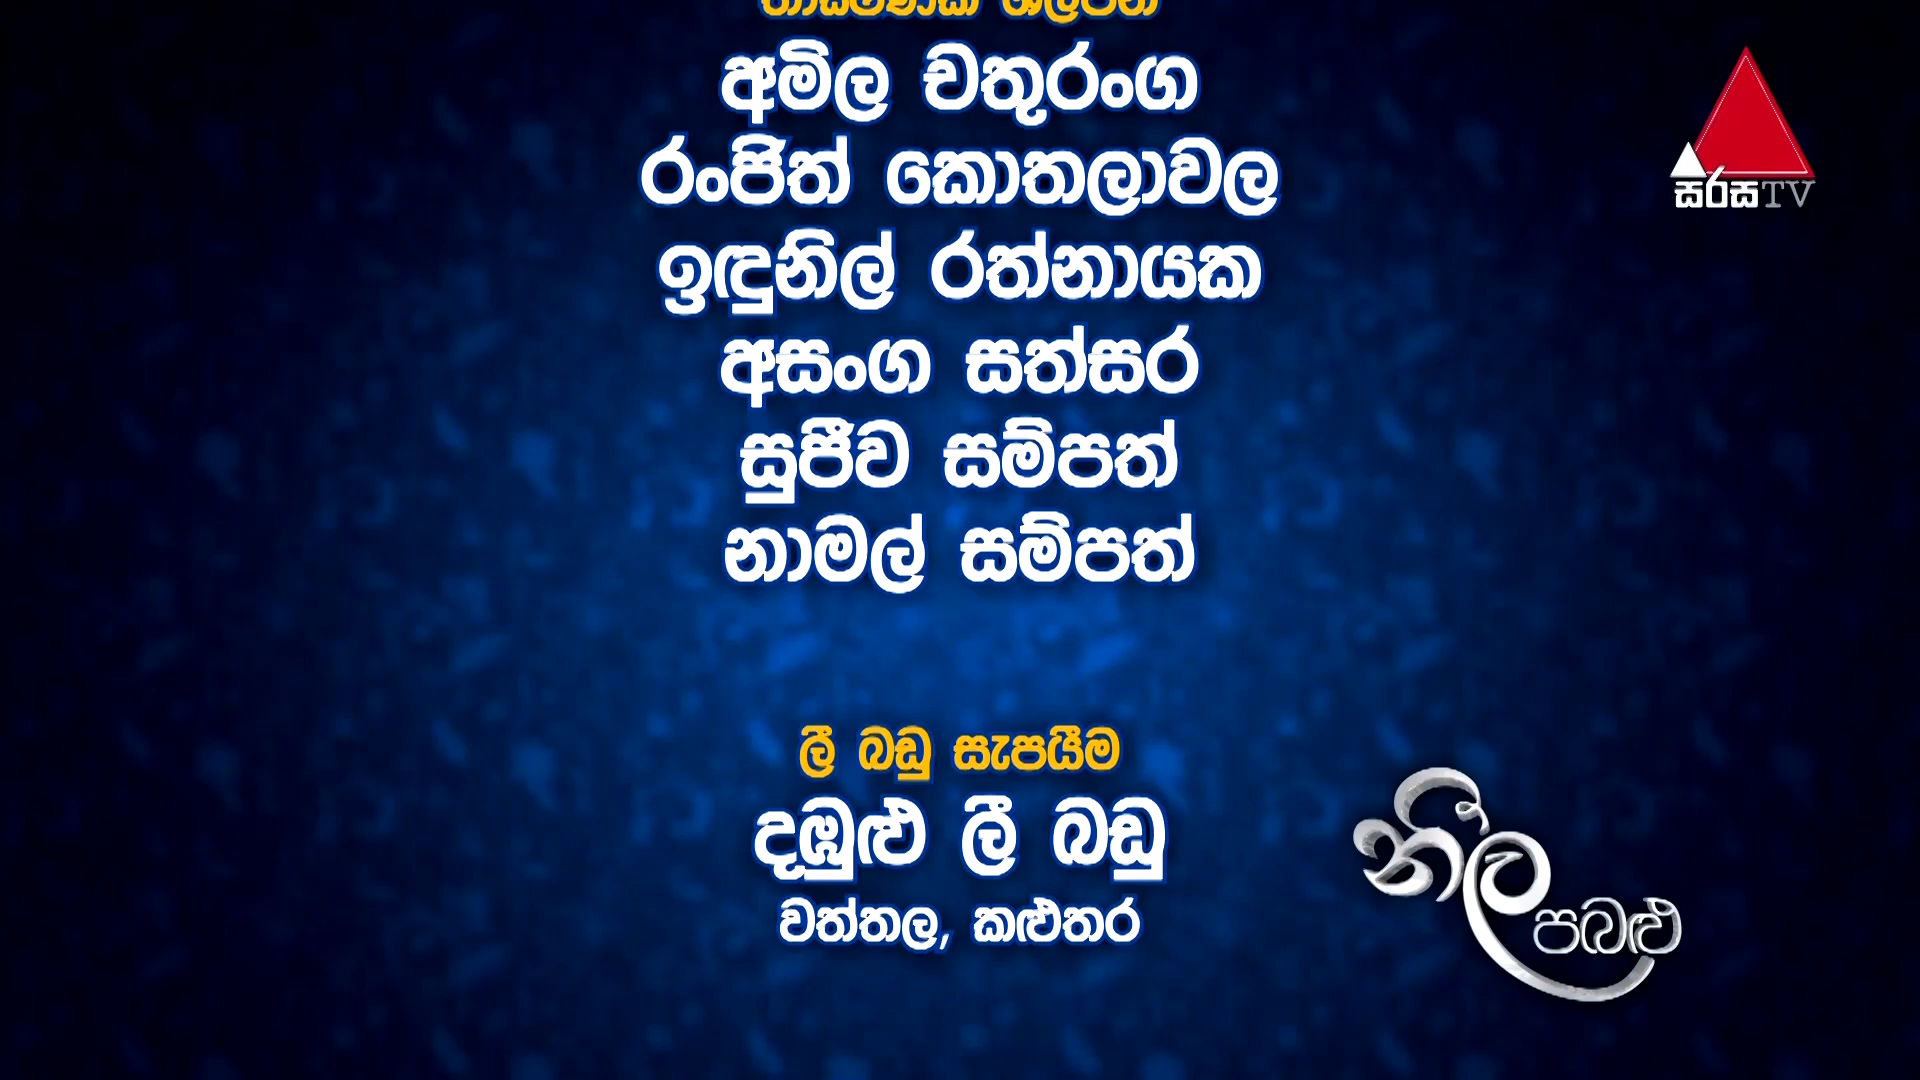 අමිල චතුරංග
රංජිත් කොතලාවල
ඉඳුනිල් රත්නායක
අසංග සත්සර
සුජීව සම්පත්
නාමල් සම්පත්
ලී බඩු සැපයීම
දඹුළු ලී බඩු
වත්තල, කළුතර
සිරස TV
නීල
පබළු